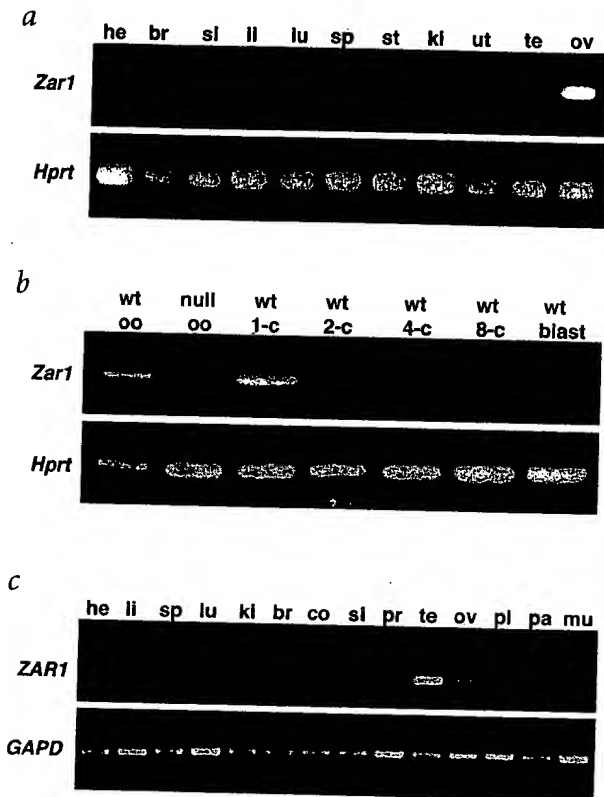 a
he br si li lu sp st ki ut te ov
Zar1
Hprt
b
wt null wt wt wt wt wt
oo oo 1-c 2-c 4-c 8-c blast
Zar1
Hprt
c
he li sp lu ki br co si pr te ov pl pa mu
ZAR1
GAPD